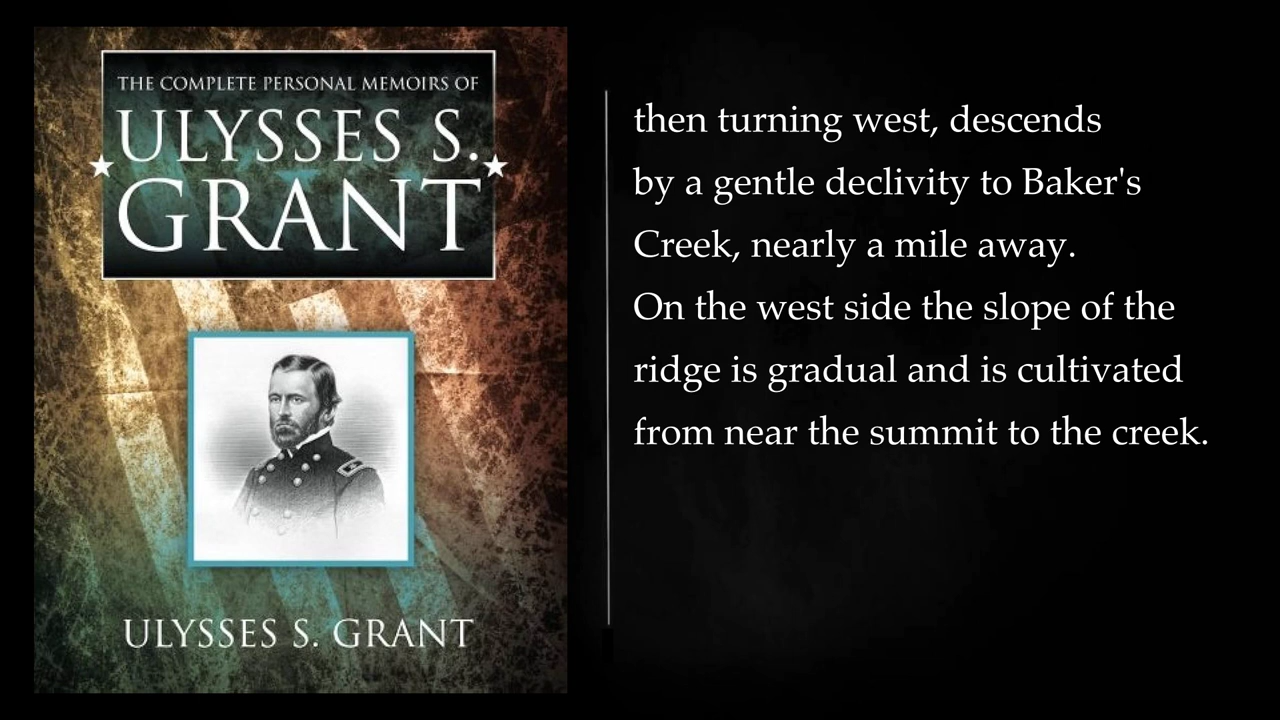 THE COMPLETE PERSONAL MEMOIRS OF
ULYSSES S.
GRANT
ULYSSES S. GRANT
then turning west, descends
by a gentle declivity to Baker's
Creek, nearly a mile away.
On the west side the slope of the
ridge is gradual and is cultivated
from near the summit to the creek.